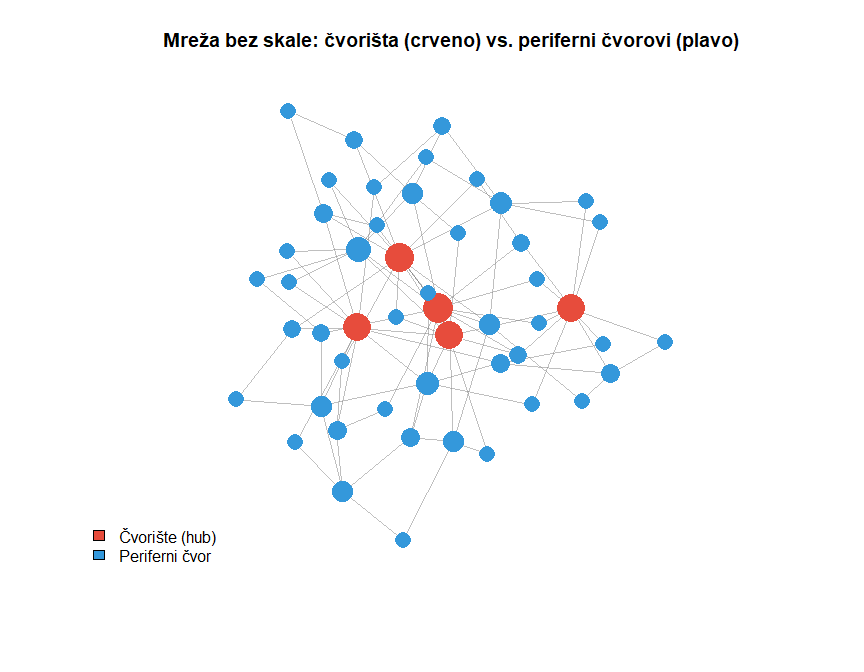 Mreža bez skale: čvorišta (crveno) vs. periferni čvorovi (plavo)
Čvorište (hub)
Periferni čvor